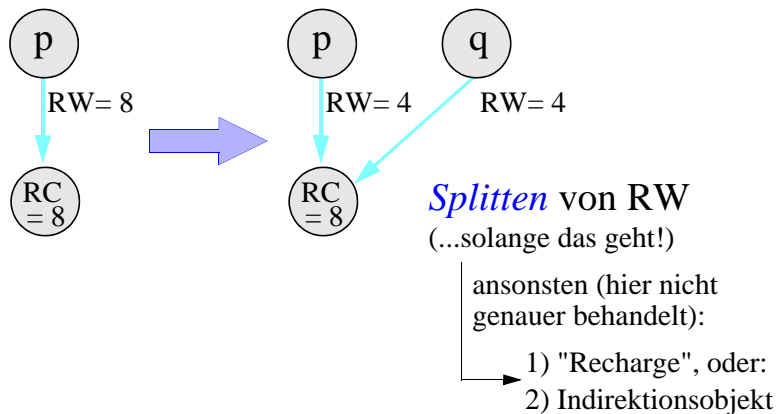 p
p
q
RW= 8
RW= 4
RW= 4
RC
= 8
RC
= 8
Splitten von RW
(...solange das geht!)
ansonsten (hier nicht
genauer behandelt):
1) "Recharge", oder:
2) Indirektionsobjekt